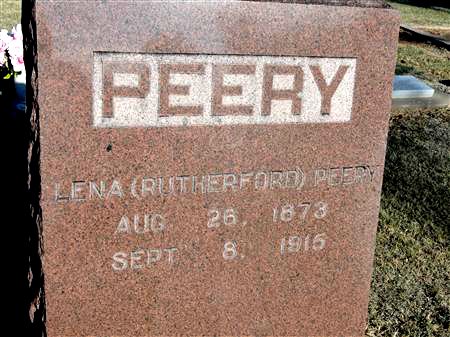 PEERY
LENA (RUTHERFORD) PEERY
AUG. 26, 1873
SEPT. 8, 1915